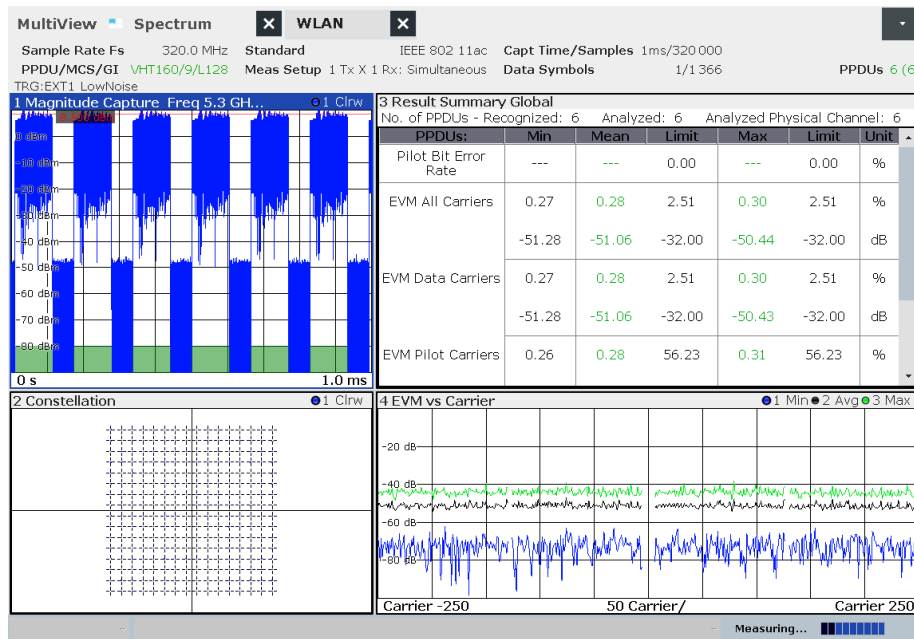 MultiView Spectrum WLAN
Sample Rate Fs 320.0 MHz Standard IEEE 802 11ac Capt Time/Samples 1ms/320 000
PPDU/MCS/GI VHT160/9/L128 Meas Setup 1 Tx X 1 Rx: Simultaneous Data Symbols 1/1 366 PPDUs 6 (6
TRG:EXT1 LowNoise
1 Magnitude Capture Freq 5.3 GH... 1 Clrw
0 dBm
-10 dBm
-20 dBm
-30 dBm
-40 dBm
-50 dBm
-60 dBm
-70 dBm
-80 dBm
0 s 1.0 ms
3 Result Summary Global
No. of PPDUs - Recognized: 6 Analyzed: 6 Analyzed Physical Channel: 6
PPDUs: Min Mean Limit Max Limit Unit
Pilot Bit Error
Rate --- --- 0.00 --- 0.00 %
EVM All Carriers 0.27 0.28 2.51 0.30 2.51 %
-51.28 -51.06 -32.00 -50.44 -32.00 dB
EVM Data Carriers 0.27 0.28 2.51 0.30 2.51 %
-51.28 -51.06 -32.00 -50.43 -32.00 dB
EVM Pilot Carriers 0.26 0.28 56.23 0.31 56.23 %
2 Constellation 1 Clrw
4 EVM vs Carrier 1 Min 2 Avg 3 Max
-20 dB
-40 dB
-60 dB
-80 dB
Carrier -250 50 Carrier/ Carrier 250
Measuring...